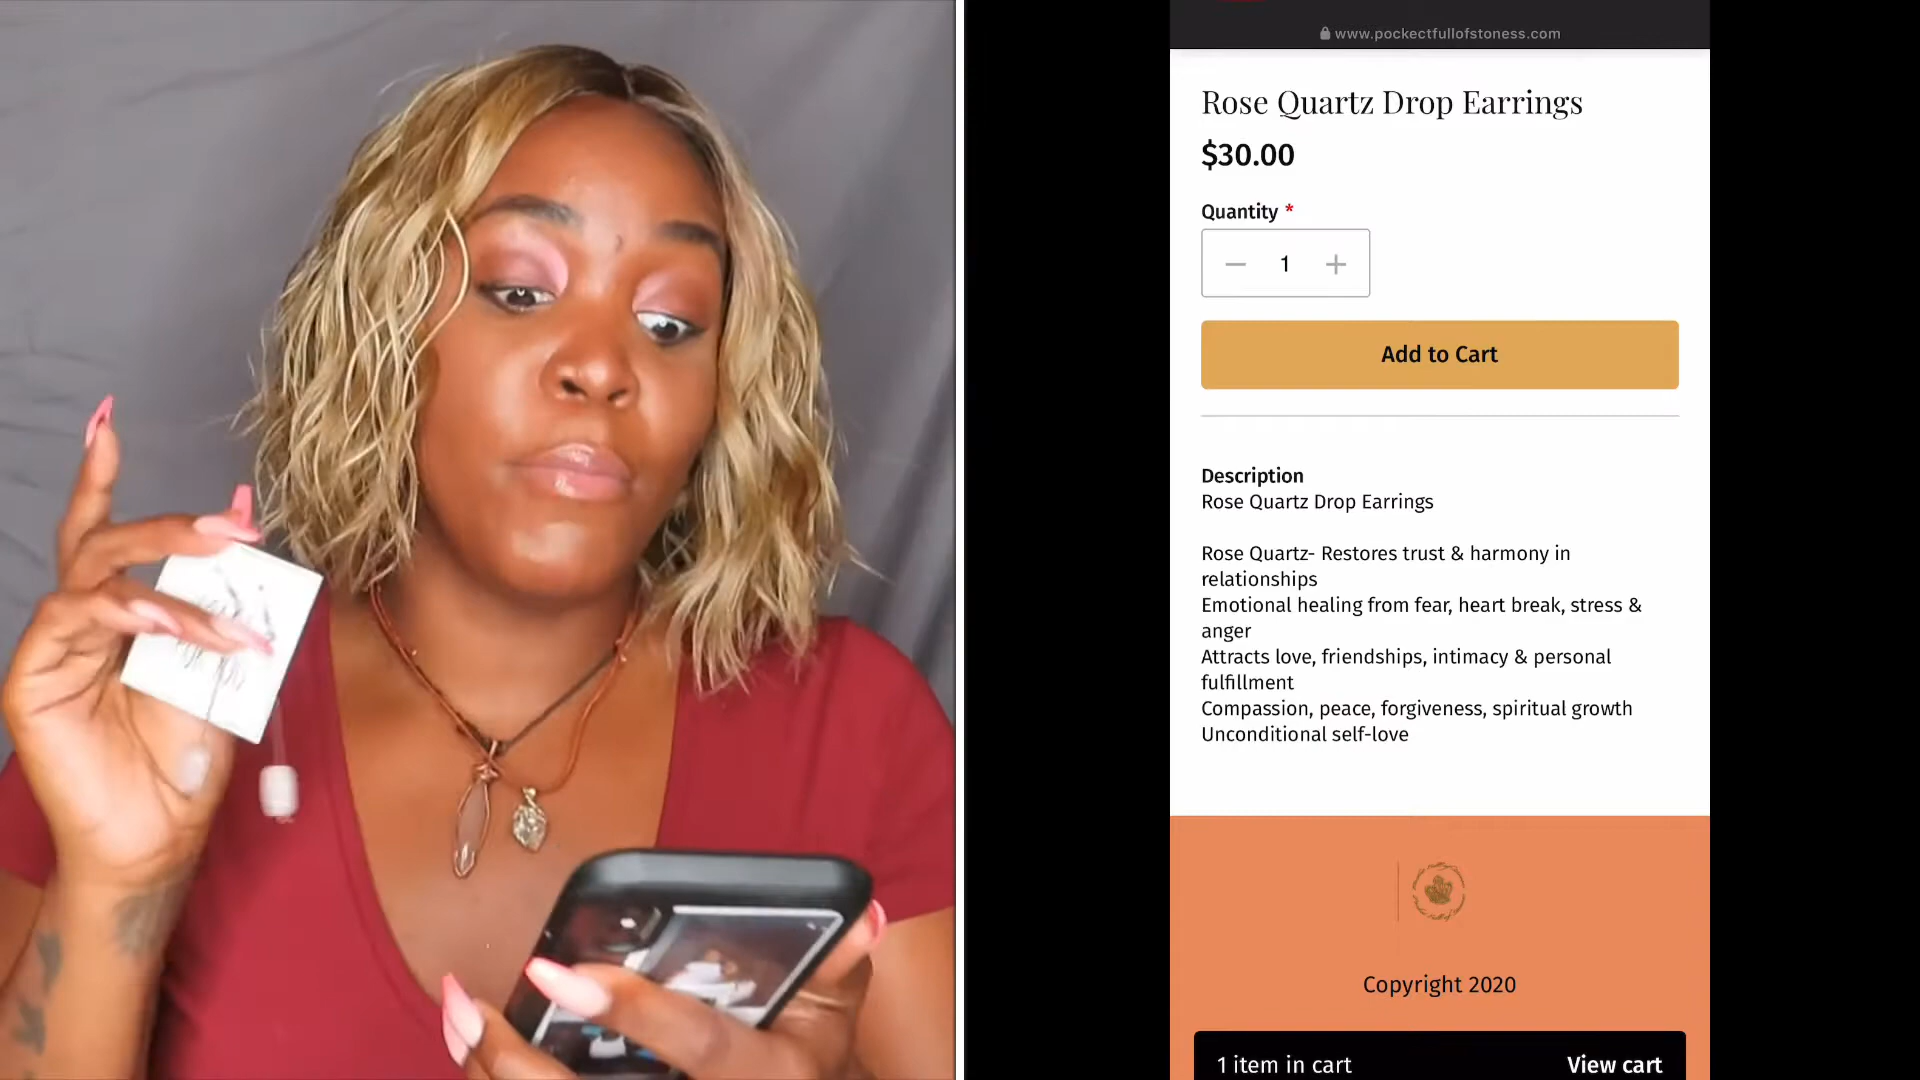 www.pockectfullofstoness.com
Rose Quartz Drop Earrings
$30.00
Quantity *
1
Add to Cart
Description
Rose Quartz Drop Earrings
Rose Quartz- Restores trust & harmony in
relationships
Emotional healing from fear, heart break, stress &
anger
Attracts love, friendships, intimacy & personal
fulfillment
Compassion, peace, forgiveness, spiritual growth
Unconditional self-love
Copyright 2020
1 item in cart
View cart